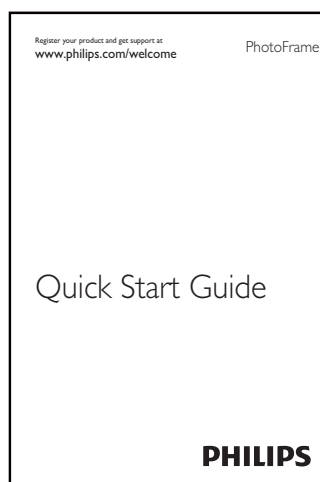 Register your product and get support at
www.philips.com/welcome
PhotoFrame
Quick Start Guide
PHILIPS